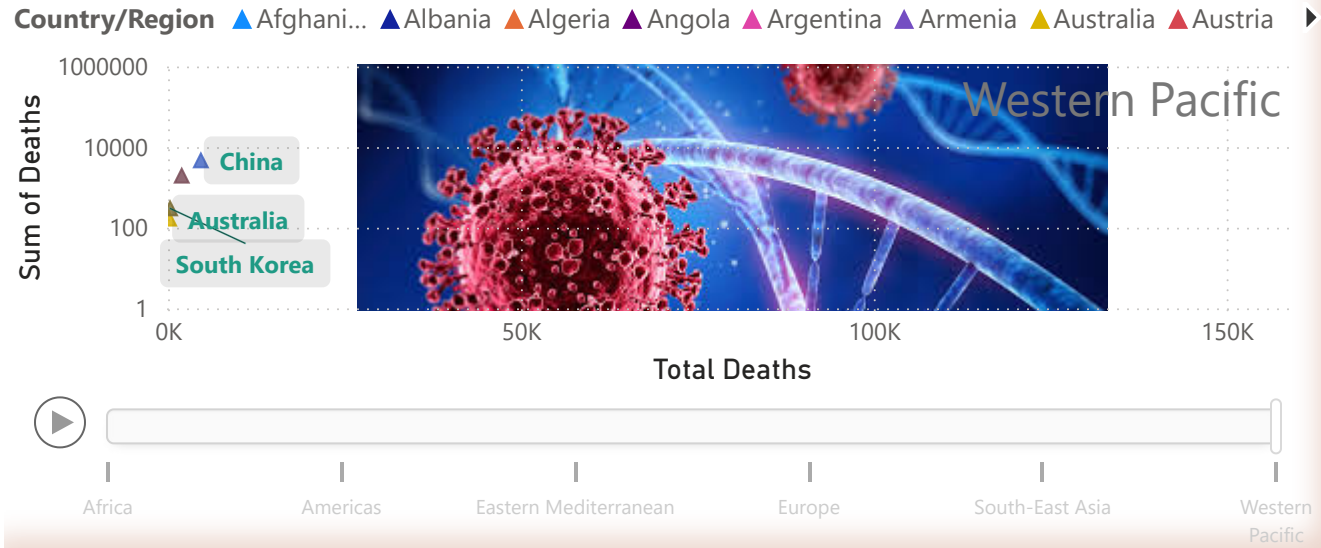 Country/Region Afghani... Albania Algeria Angola Argentina Armenia Australia Austria
Sum of Deaths
1000000
10000
100
1
Western Pacific
China
Australia
South Korea
0K 50K 100K 150K
Total Deaths
Africa Americas Eastern Mediterranean Europe South-East Asia Western
Pacific